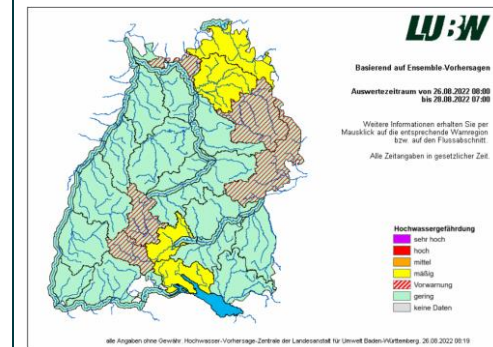 LUBW
Basierend auf Ensemble-Vorhersagen
Auswertezeitraum von 26.08.2022 08:00
bis 28.08.2022 07:00
Weitere Informationen erhalten Sie per
Mausklick auf die entsprechende Warnregion
bzw. auf den Flussabschnitt.
Alle Zeitangaben in gesetzlicher Zeit.
Hochwassergefährdung
sehr hoch
hoch
mittel
mäßig
Vorwarnung
gering
keine Daten
alle Angaben ohne Gewähr. Hochwasser-Vorhersage-Zentrale der Landesanstalt für Umwelt Baden-Württemberg, 26.08.2022 08:19